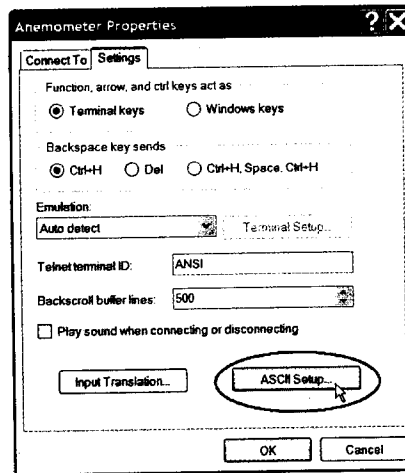 Anemometer Properties ? X
Connect To Settings
Function, arrow, and ctrl keys act as
Terminal keys Windows keys
Backspace key sends
Ctrl+H Del Ctrl+H, Space, Ctrl+H
Emulation:
Auto detect Terminal Setup...
Telnet terminal ID: ANSI
Backscroll buffer lines: 500
Play sound when connecting or disconnecting
Input Translation... ASCII Setup...
OK Cancel